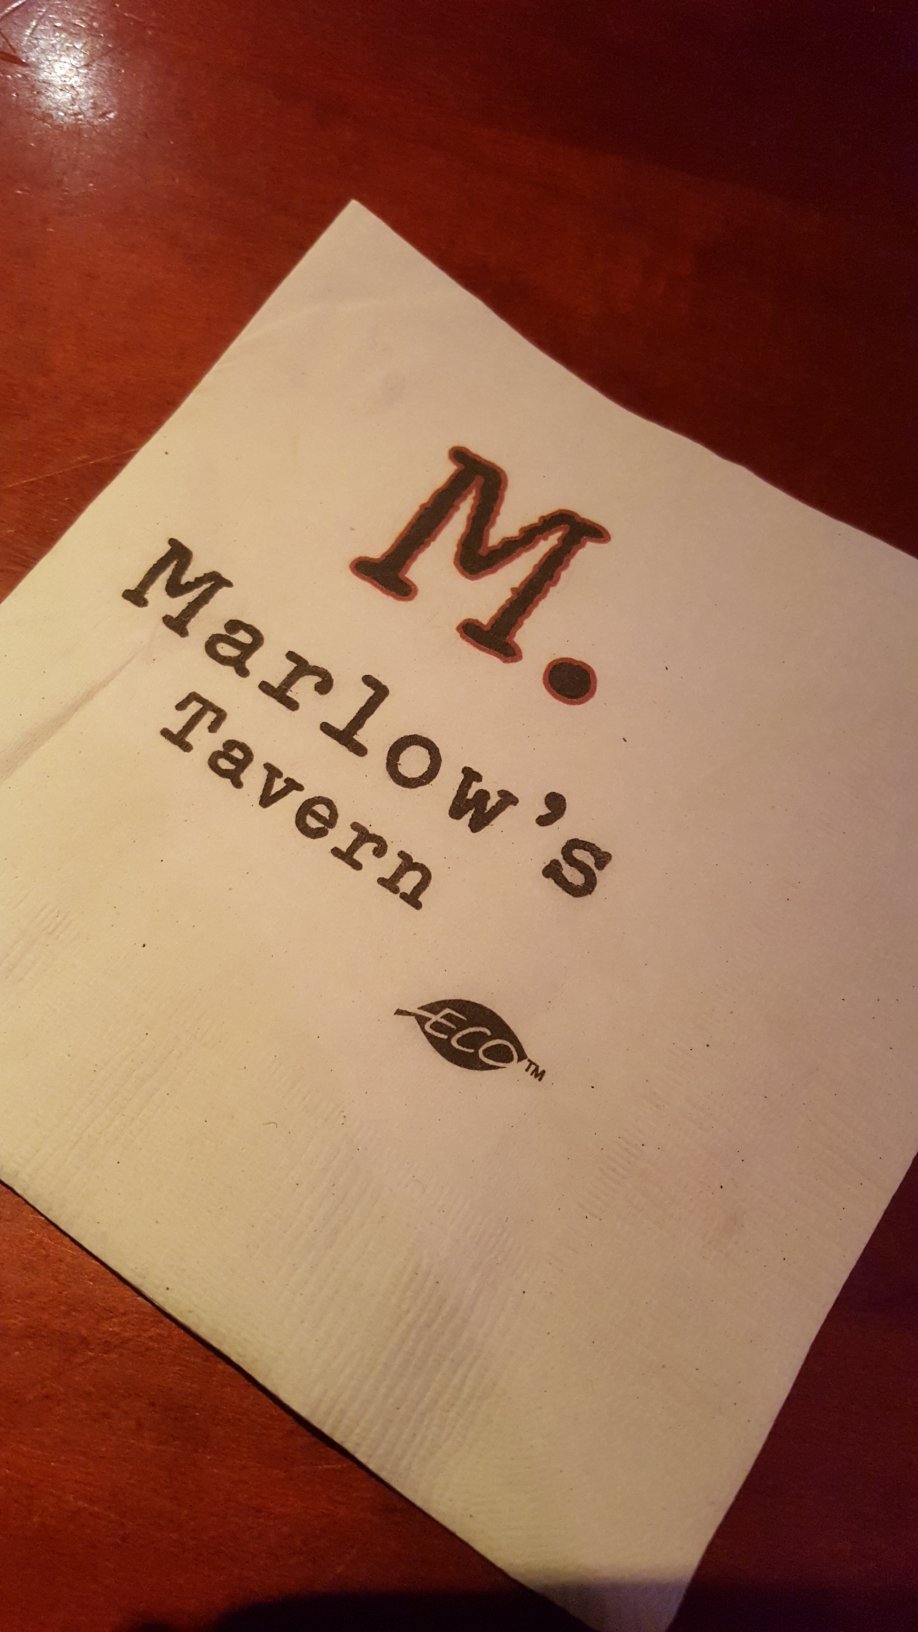 M.
Marlow's
Tavern
ECO™